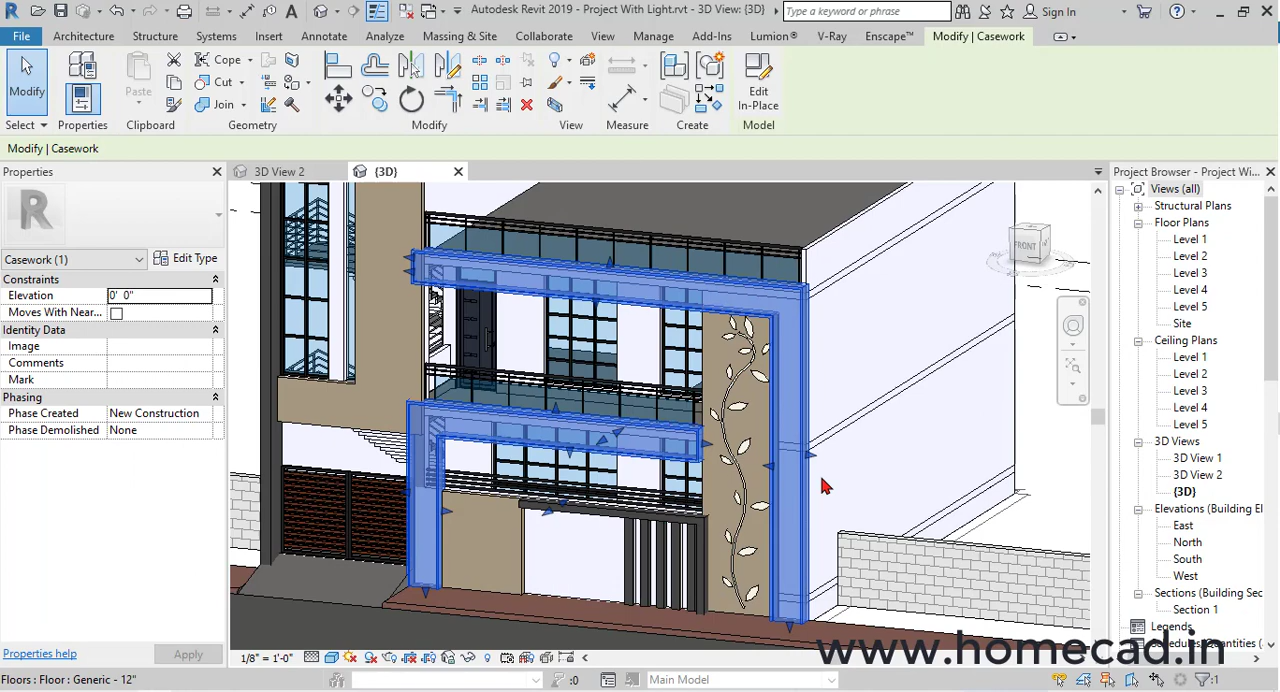 Autodesk Revit 2019 - Project With Light.rvt - 3D View: {3D}
Type a keyword or phrase
Sign In
File Architecture Structure Systems Insert Annotate Analyze Massing & Site Collaborate View Manage Add-Ins Lumion® V-Ray Enscape™ Modify | Casework
Modify
Paste
Cope
Cut
Join
Edit
In-Place
Select Properties Clipboard Geometry Modify View Measure Create Model
Modify | Casework
Properties
3D View 2
{3D}
Project Browser - Project Wi...
R
Casework (1)
Edit Type
Constraints
Elevation 0' 0"
Moves With Near...
Identity Data
Image
Comments
Mark
Phasing
Phase Created New Construction
Phase Demolished None
Properties help
Apply
FRONT
Views (all)
Structural Plans
Floor Plans
Level 1
Level 2
Level 3
Level 4
Level 5
Site
Ceiling Plans
Level 1
Level 2
Level 3
Level 4
Level 5
3D Views
3D View 1
3D View 2
{3D}
Elevations (Building El
East
North
South
West
Sections (Building Sec
Section 1
Legends
www.homecad.in
1/8" = 1'-0"
Floors : Floor : Generic - 12"
:0
Main Model
:1